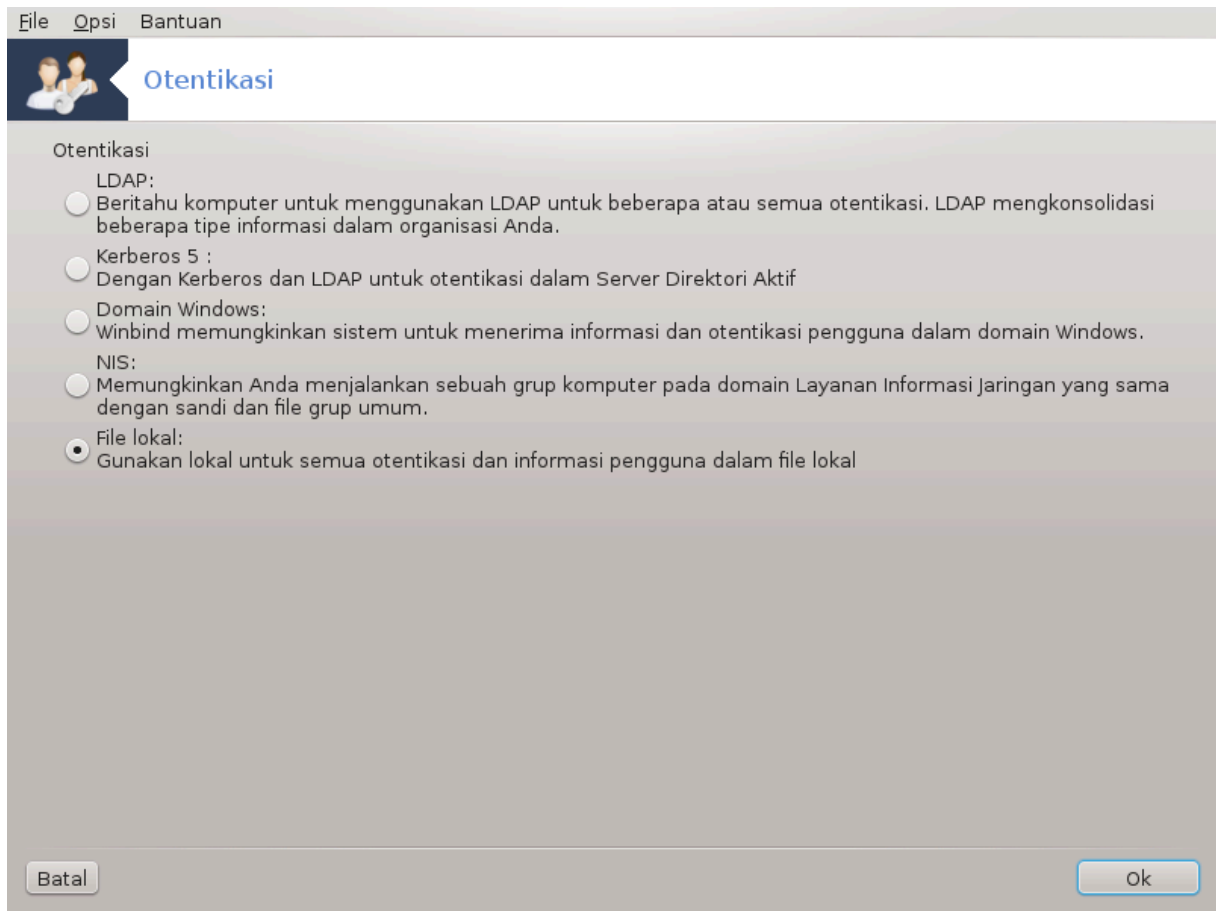 File Opsi Bantuan
Otentikasi
Otentikasi
LDAP:
Beritahu komputer untuk menggunakan LDAP untuk beberapa atau semua otentikasi. LDAP mengkonsolidasi
beberapa tipe informasi dalam organisasi Anda.
Kerberos 5 :
Dengan Kerberos dan LDAP untuk otentikasi dalam Server Direktori Aktif
Domain Windows:
Winbind memungkinkan sistem untuk menerima informasi dan otentikasi pengguna dalam domain Windows.
NIS:
Memungkinkan Anda menjalankan sebuah grup komputer pada domain Layanan Informasi Jaringan yang sama
dengan sandi dan file grup umum.
File lokal:
Gunakan lokal untuk semua otentikasi dan informasi pengguna dalam file lokal
Batal Ok